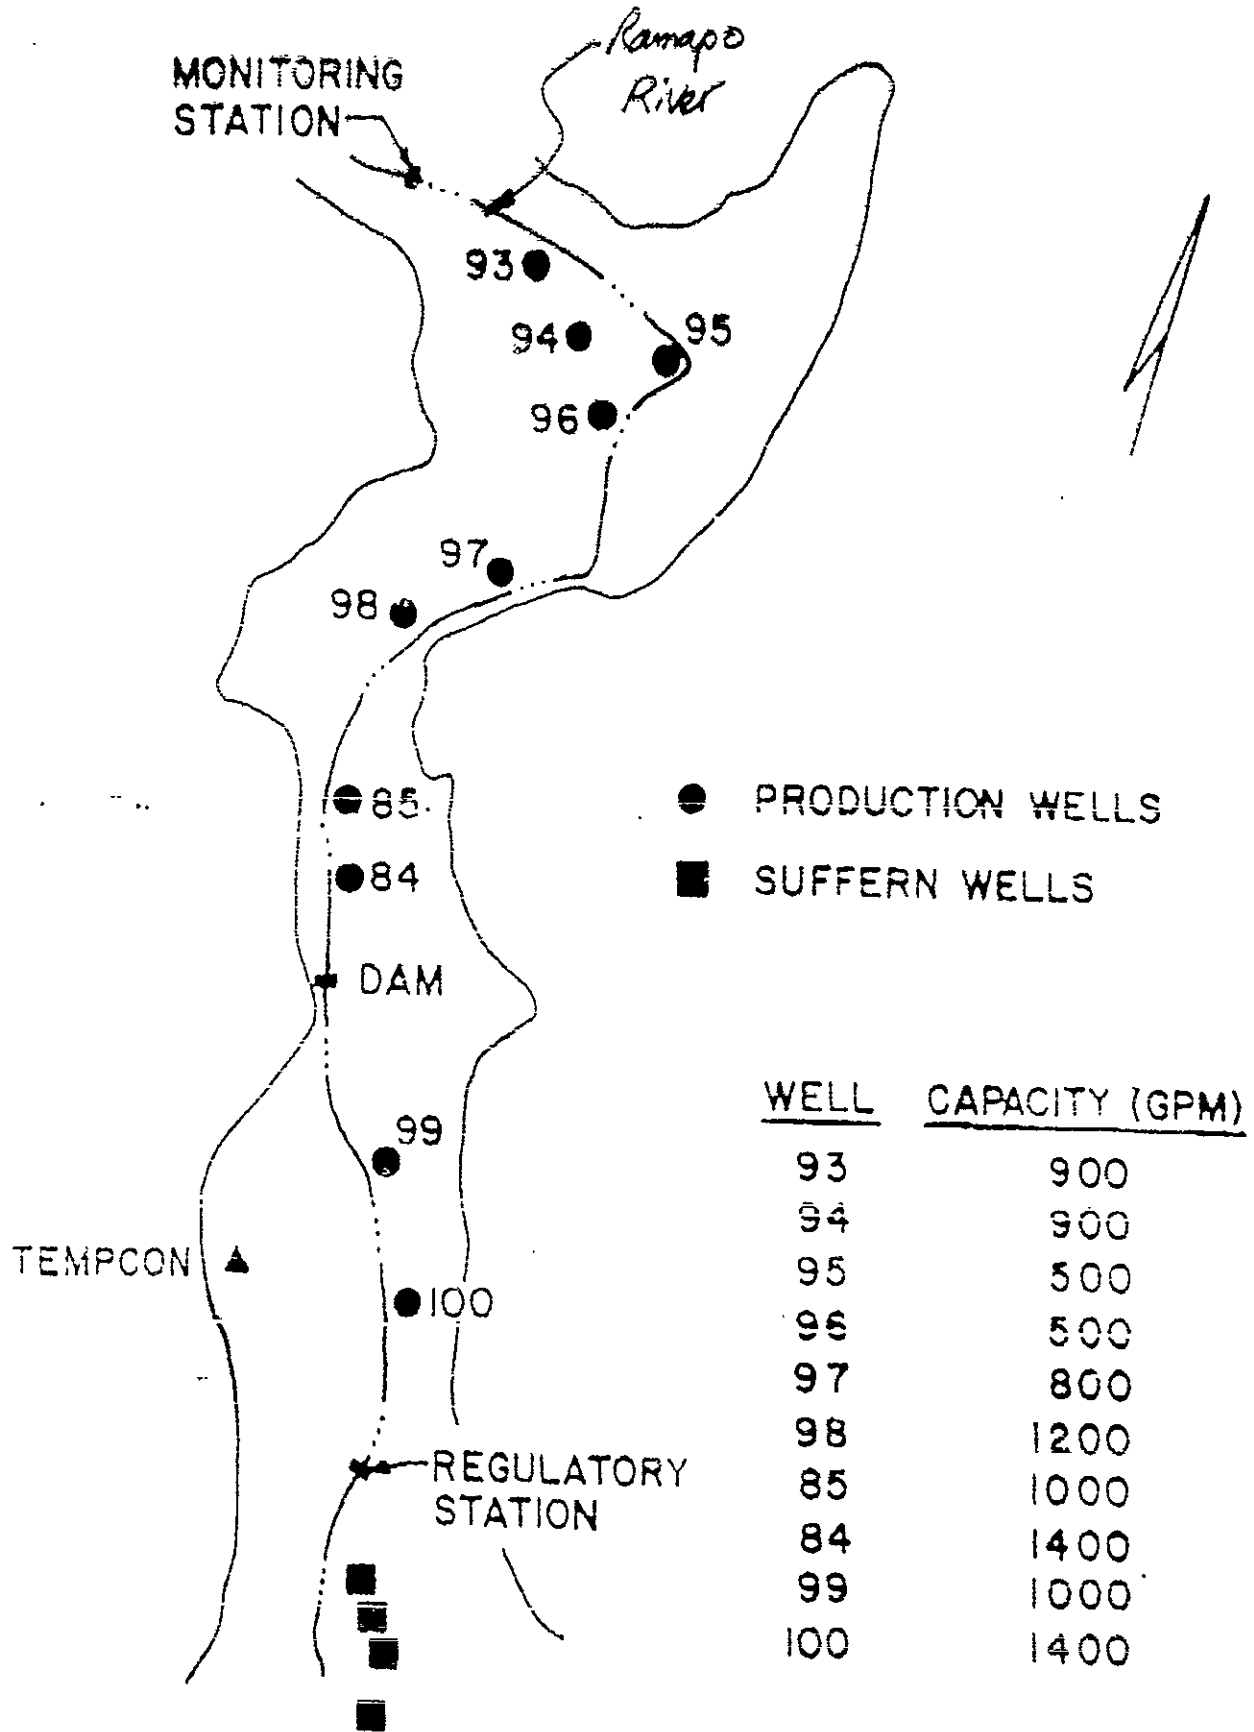 Ramapo
River
MONITORING
STATION
93
94
95
96
97
98
85
84
DAM
99
TEMPCON
100
REGULATORY
STATION
PRODUCTION WELLS
SUFFERN WELLS
WELL CAPACITY (GPM)
93 900
94 900
95 500
96 500
97 800
98 1200
85 1000
84 1400
99 1000
100 1400